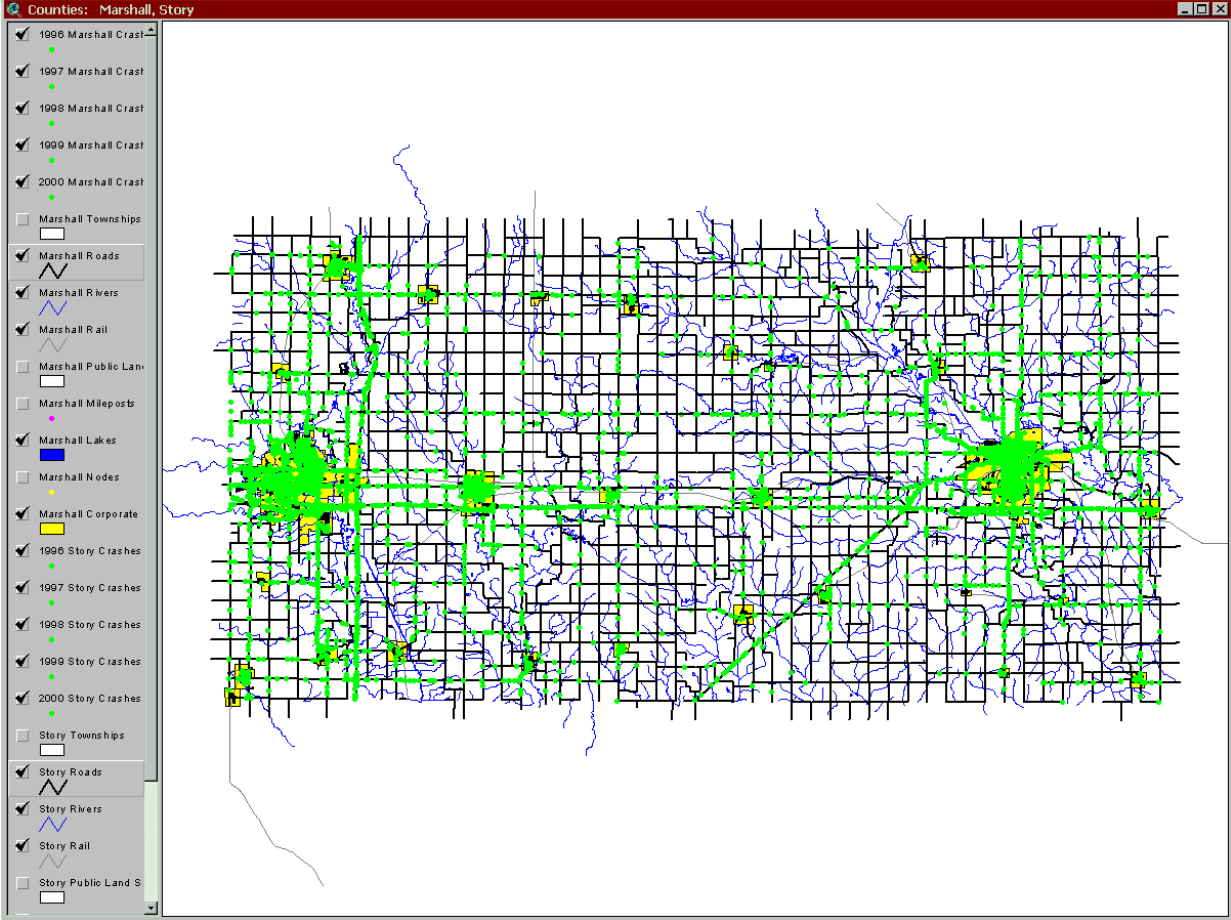 Counties: Marshall, Story
1996 Marshall Crash
1997 Marshall Crash
1998 Marshall Crash
1999 Marshall Crash
2000 Marshall Crash
Marshall Townships
Marshall Roads
Marshall Rivers
Marshall Rail
Marshall Public Lan
Marshall Mileposts
Marshall Lakes
Marshall Nodes
Marshall Corporate
1996 Story Crashes
1997 Story Crashes
1998 Story Crashes
1999 Story Crashes
2000 Story Crashes
Story Townships
Story Roads
Story Rivers
Story Rail
Story Public Land S